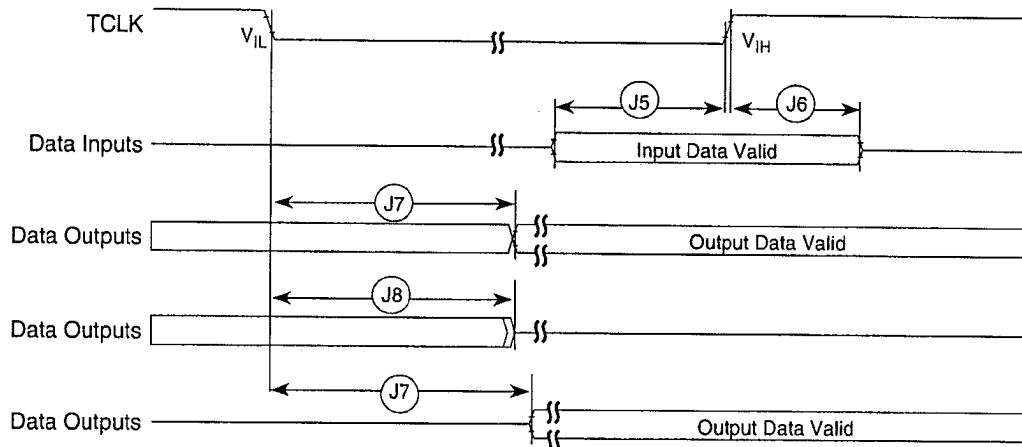 TCLK
V_IL
V_IH
J5
J6
Data Inputs
Input Data Valid
J7
Data Outputs
Output Data Valid
J8
Data Outputs
J7
Data Outputs
Output Data Valid